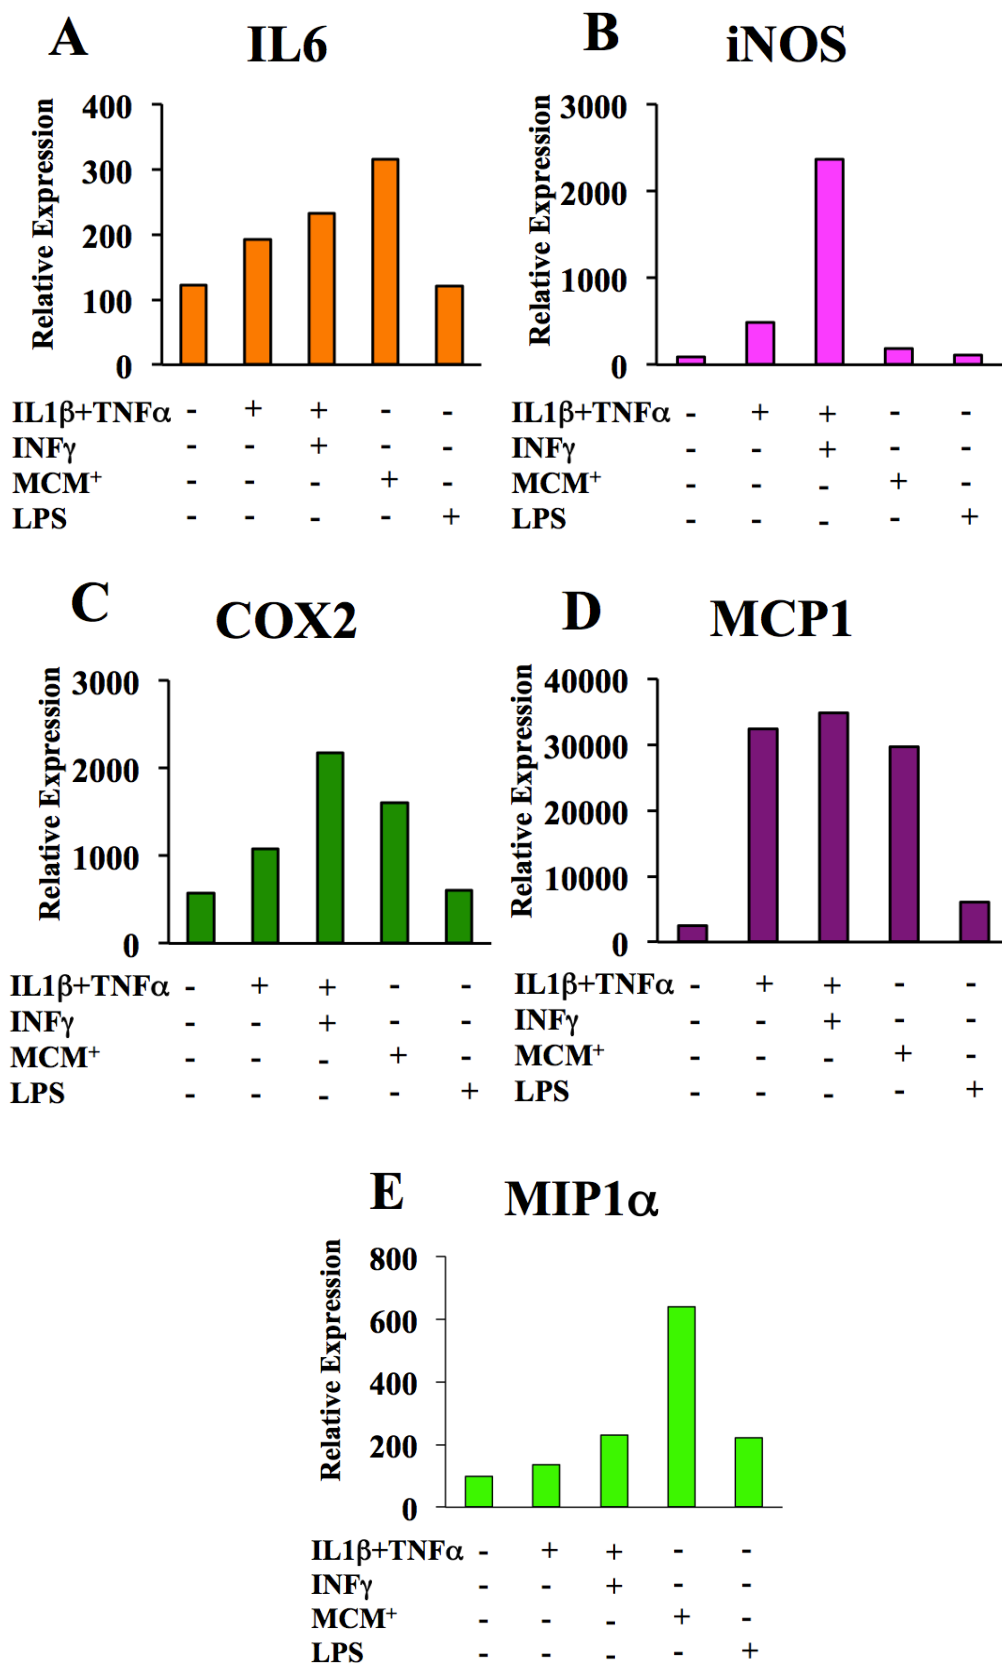 A IL6
Relative Expression
400
300
200
100
0
IL1β+TNFα - + + - -
INFγ - - + - -
MCM+ - - - + -
LPS - - - - +
B iNOS
Relative Expression
3000
2000
1000
0
IL1β+TNFα - + + - -
INFγ - - + - -
MCM+ - - - + -
LPS - - - - +
C COX2
Relative Expression
3000
2000
1000
0
IL1β+TNFα - + + - -
INFγ - - + - -
MCM+ - - - + -
LPS - - - - +
D MCP1
Relative Expression
40000
30000
20000
10000
0
IL1β+TNFα - + + - -
INFγ - - + - -
MCM+ - - - + -
LPS - - - - +
E MIP1α
Relative Expression
800
600
400
200
0
IL1β+TNFα - + + - -
INFγ - - + - -
MCM+ - - - + -
LPS - - - - +